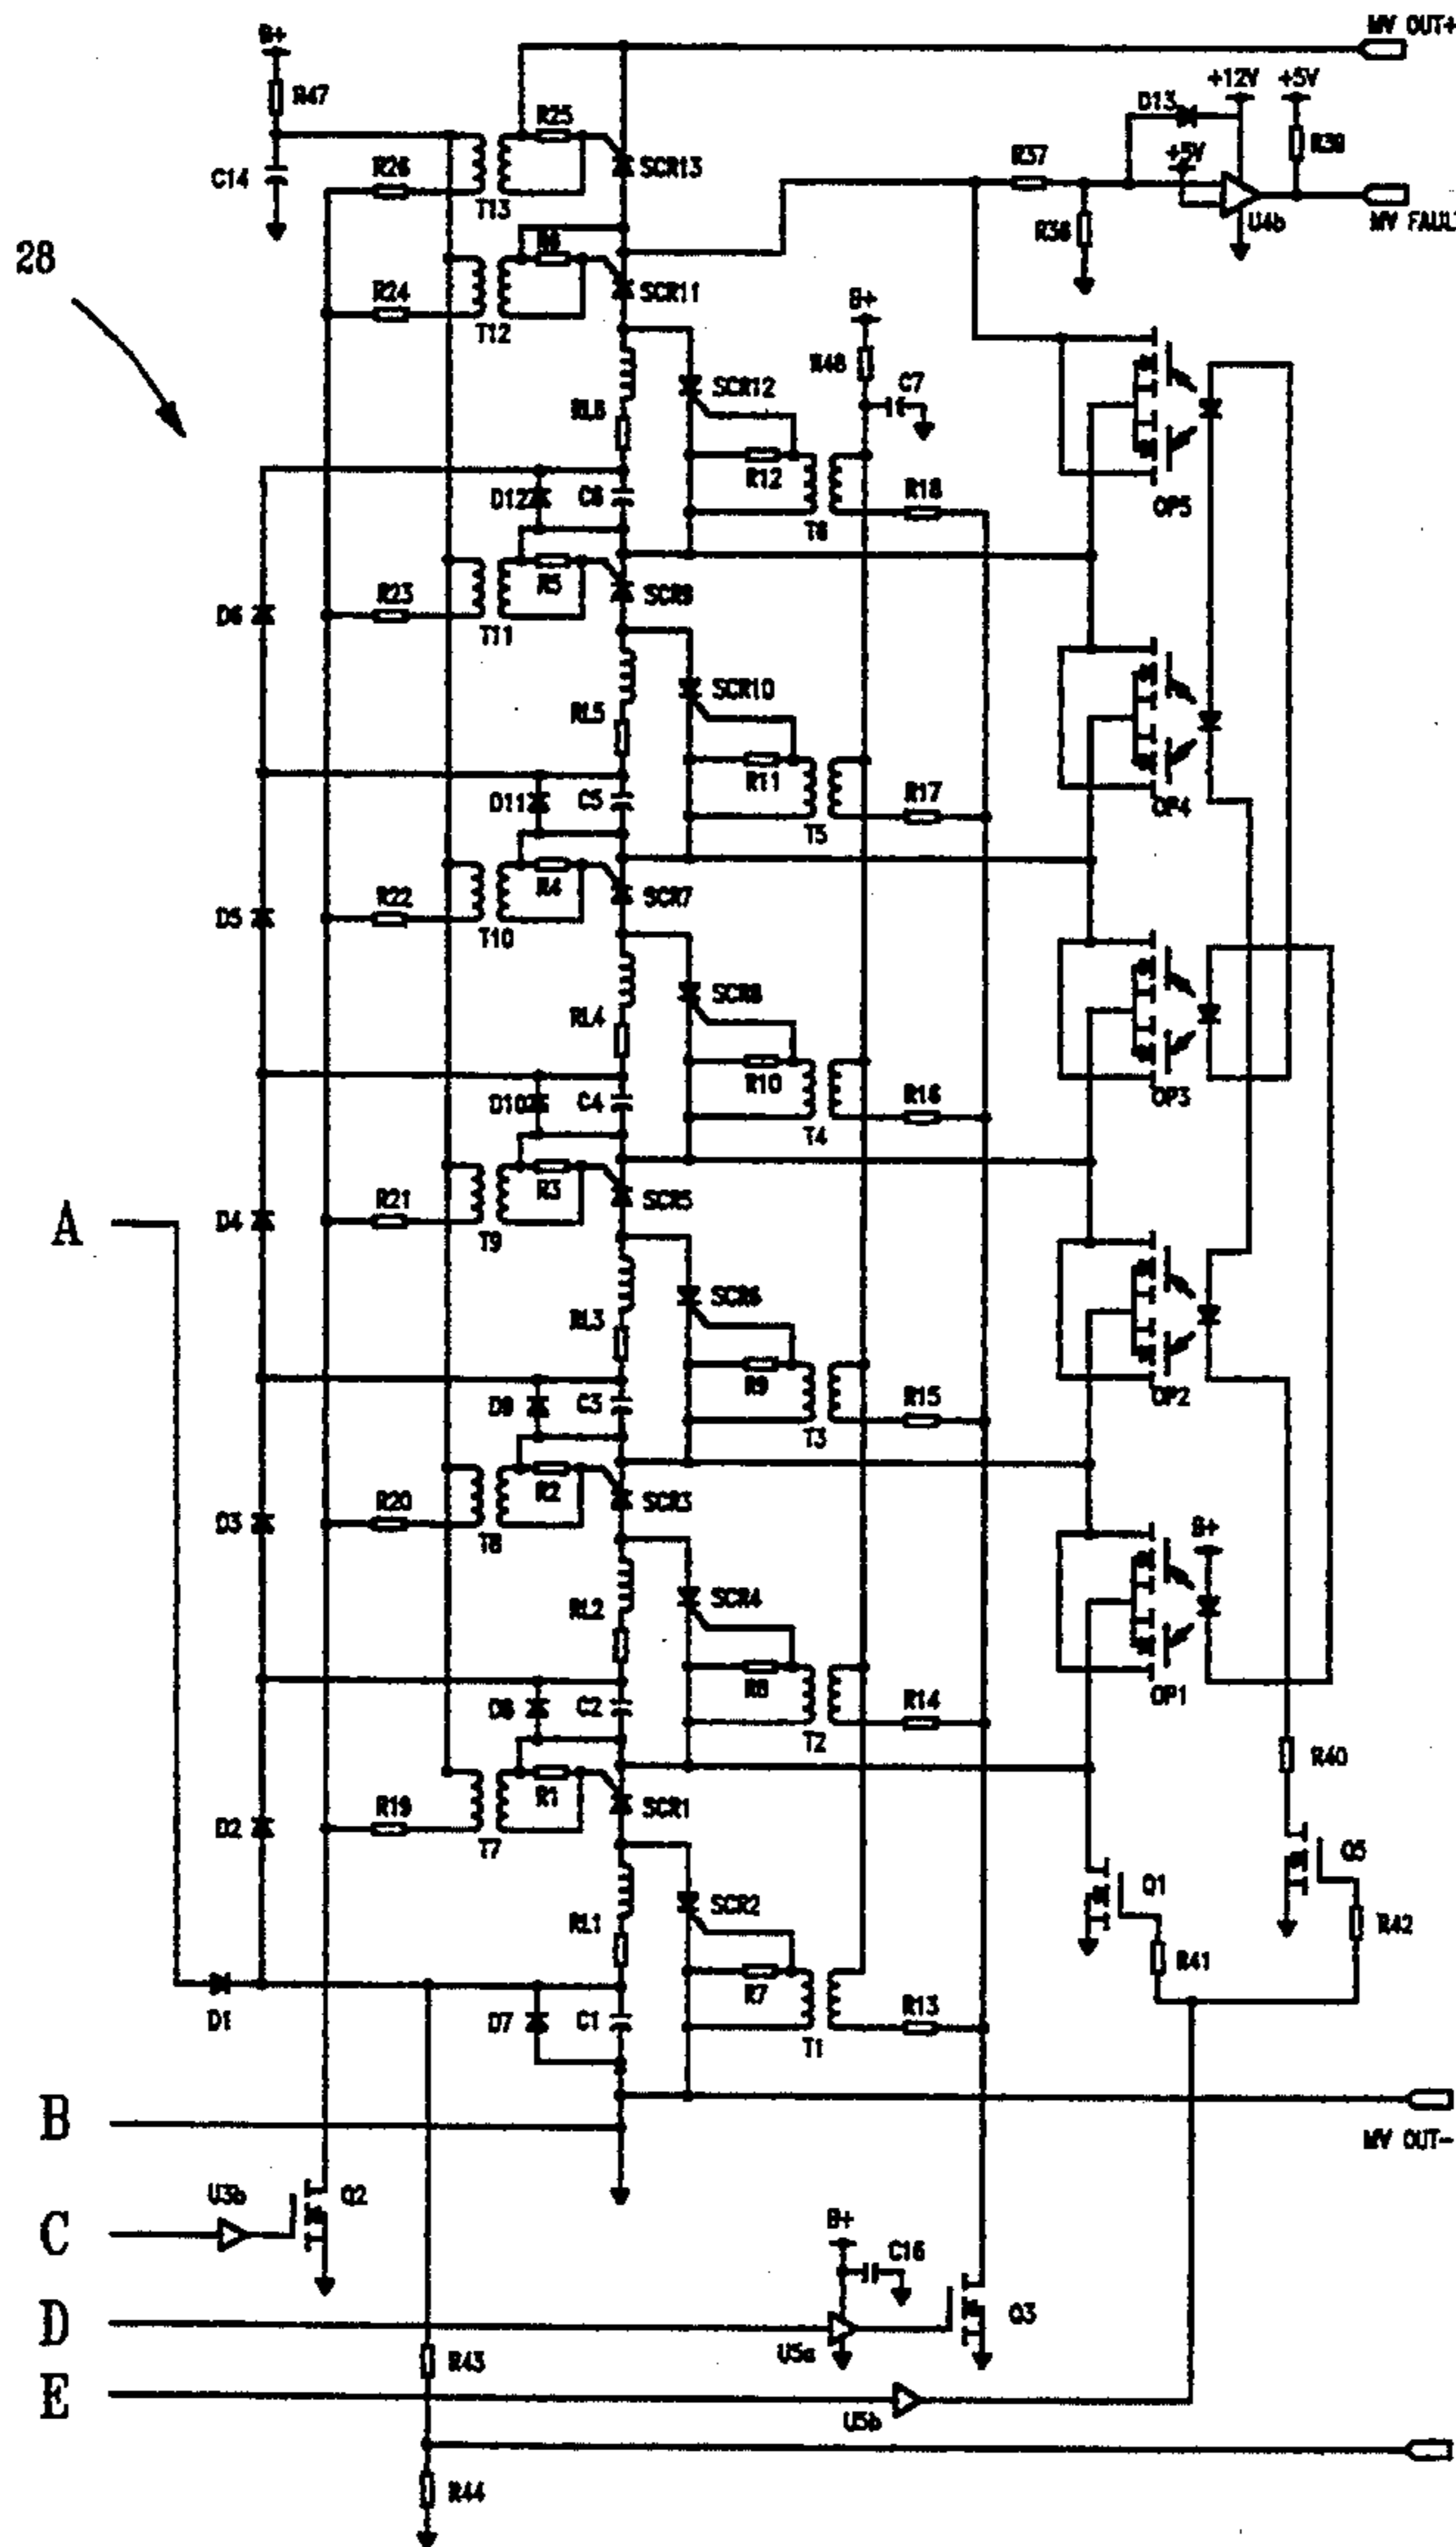 MV OUT+
B+
R47
+12V +5V
D13
R25
R37
+5V
R39
R26
C14
SCR13
T13
U4b
MV FAULT
R38
28
R6
R24
SCR11
B+
T12
R48
C7
SCR12
RL6
R12
R18
D12
C6
OP5
T6
R5
R23
SCR9
D6
T11
SCR10
RL5
R11
R17
D11
C5
OP4
T5
R4
R22
SCR7
D5
T10
SCR8
RL4
R10
R16
D10
C4
OP3
T4
R3
R21
SCR5
A
D4
T9
SCR6
RL3
R9
R15
D9
C3
OP2
T3
R2
R20
SCR3
D3
T8
B+
SCR4
RL2
R8
R14
D8
C2
OP1
T2
R40
R1
R19
SCR1
D2
T7
Q5
Q1
SCR2
R42
RL1
R41
R7
R13
D1
D7
C1
T1
B
MV OUT-
U3b
Q2
C
B+
C16
D
Q3
U5a
R43
E
U5b
R44